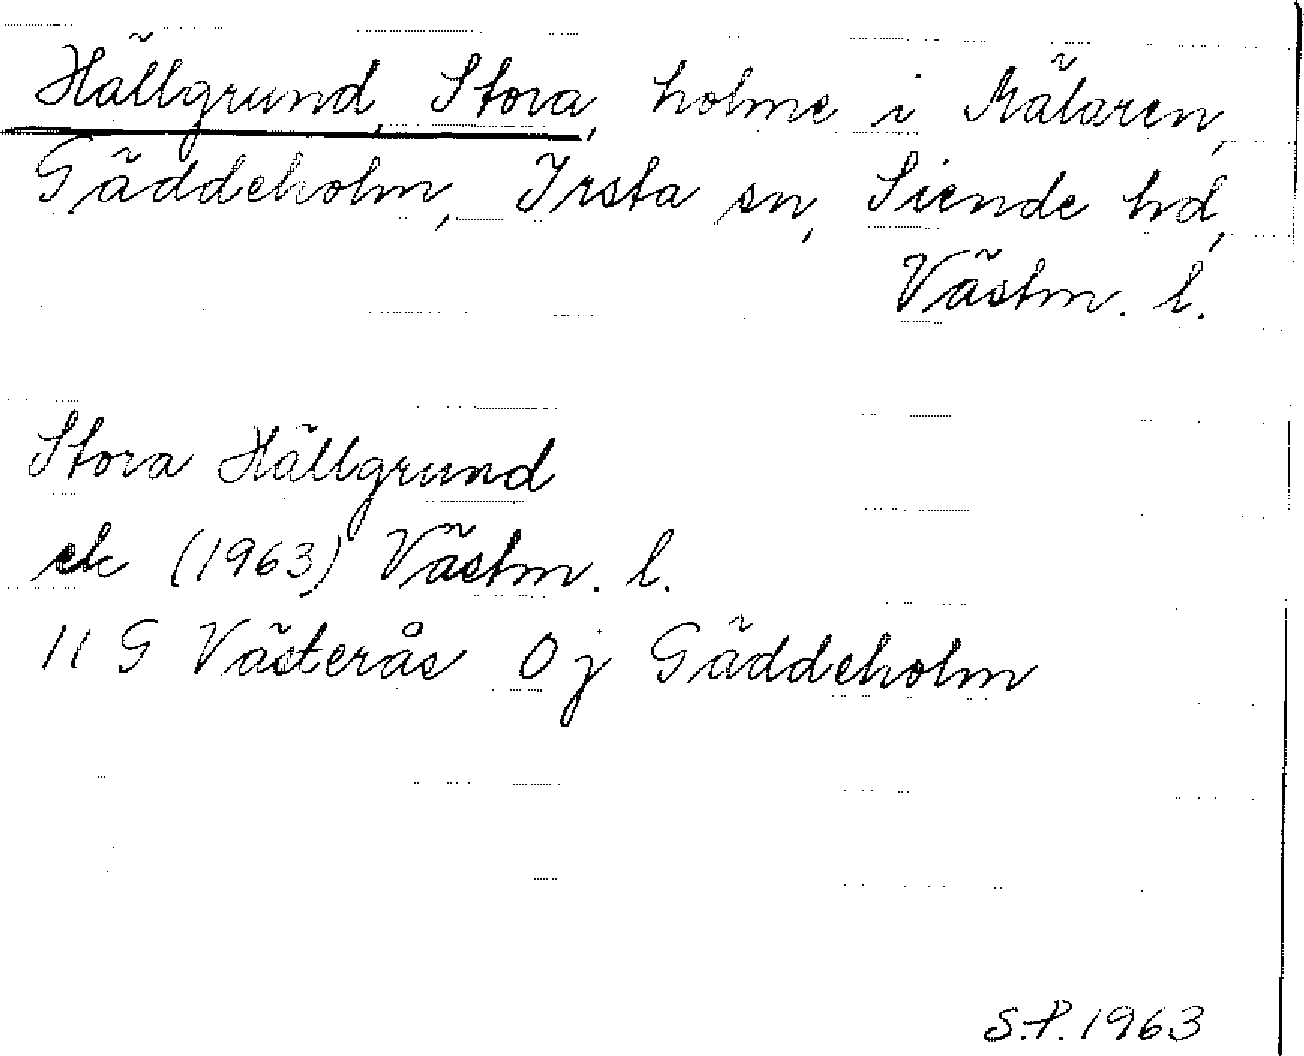 Hällgrund, Stora, holme i Mälaren,
Gäddeholm, Irsta sn, Siende hd,
Västm. l.
Stora Hällgrund
ek (1963) Västm. l.
11 G Västerås 0 j Gäddeholm
S.P. 1963